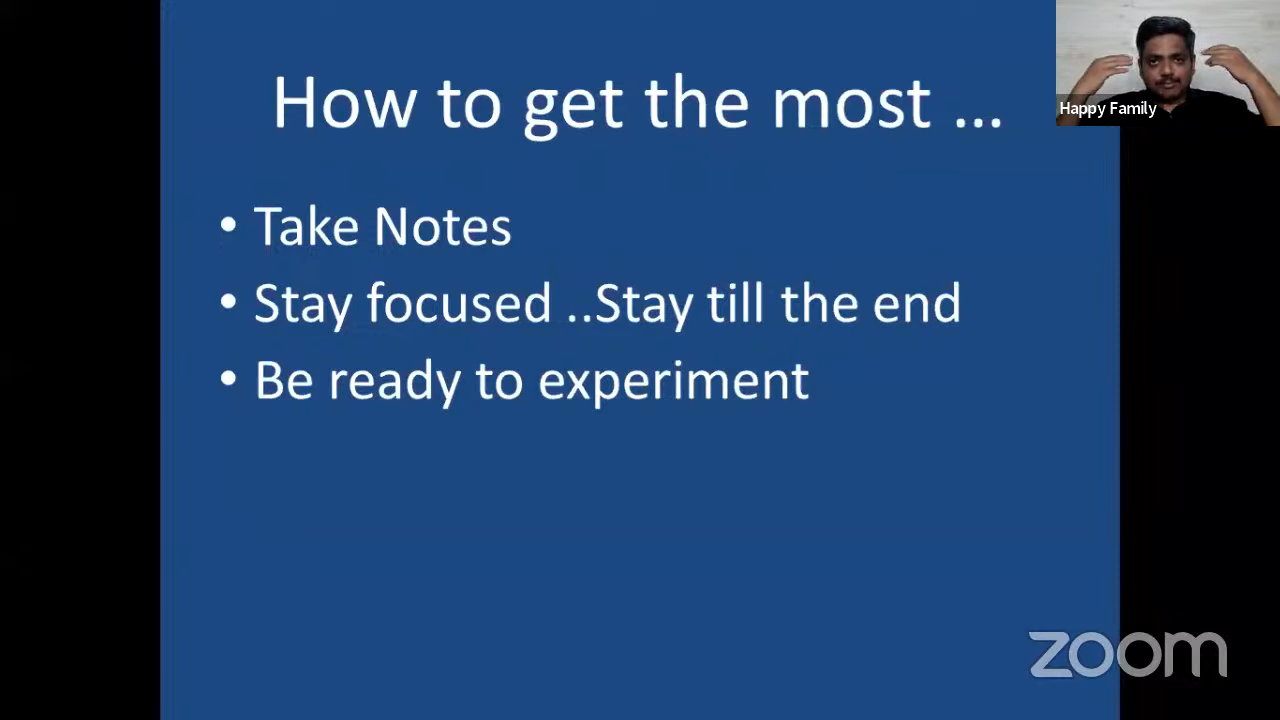 How to get the most ...
Happy Family
• Take Notes
• Stay focused ..Stay till the end
• Be ready to experiment
zoom